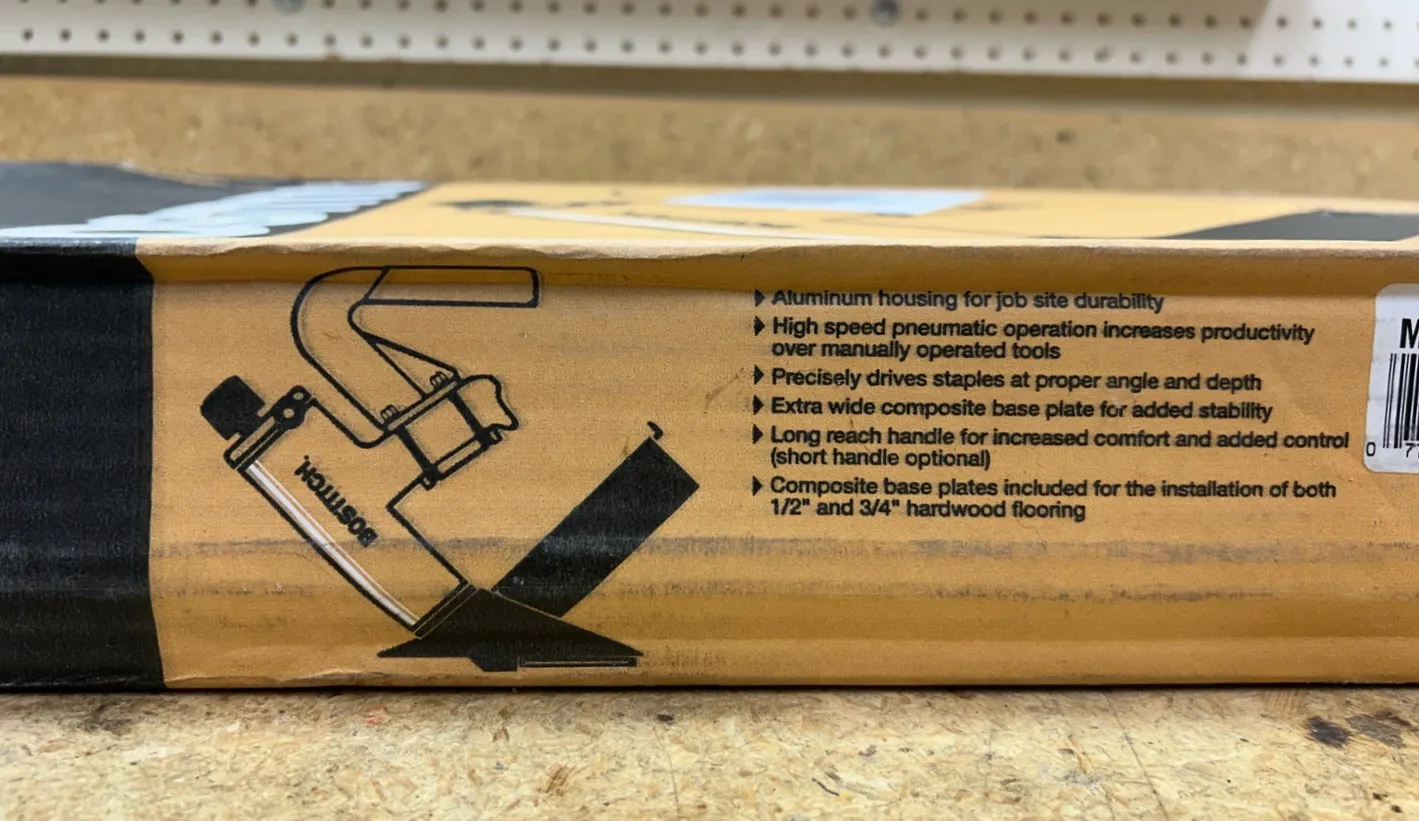 BOSTITCH
Aluminum housing for job site durability
High speed pneumatic operation increases productivity
over manually operated tools
Precisely drives staples at proper angle and depth
Extra wide composite base plate for added stability
Long reach handle for increased comfort and added control
(short handle optional)
Composite base plates included for the installation of both
1/2" and 3/4" hardwood flooring
M
0